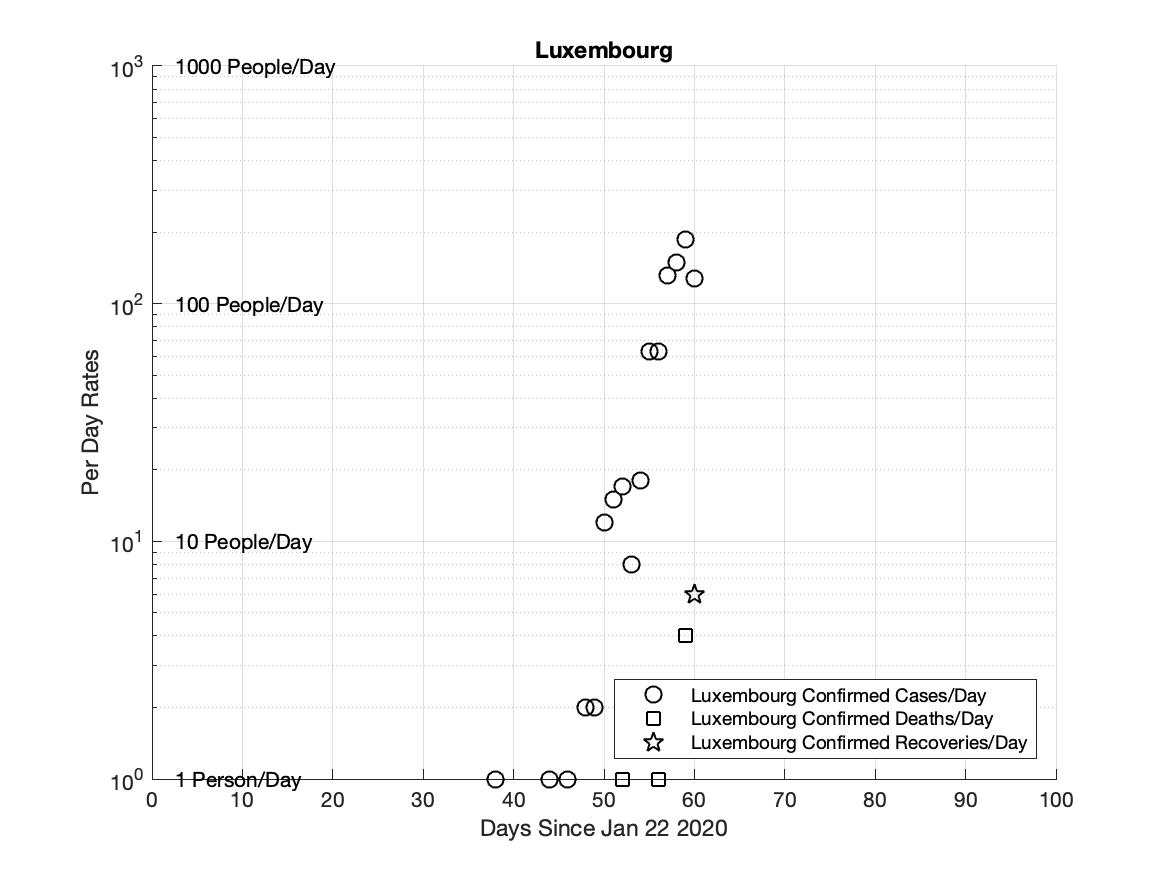 Luxembourg
10³ 1000 People/Day
10² 100 People/Day
Per Day Rates
10¹ 10 People/Day
Luxembourg Confirmed Cases/Day
Luxembourg Confirmed Deaths/Day
Luxembourg Confirmed Recoveries/Day
10⁰ 1 Person/Day
0 10 20 30 40 50 60 70 80 90 100
Days Since Jan 22 2020